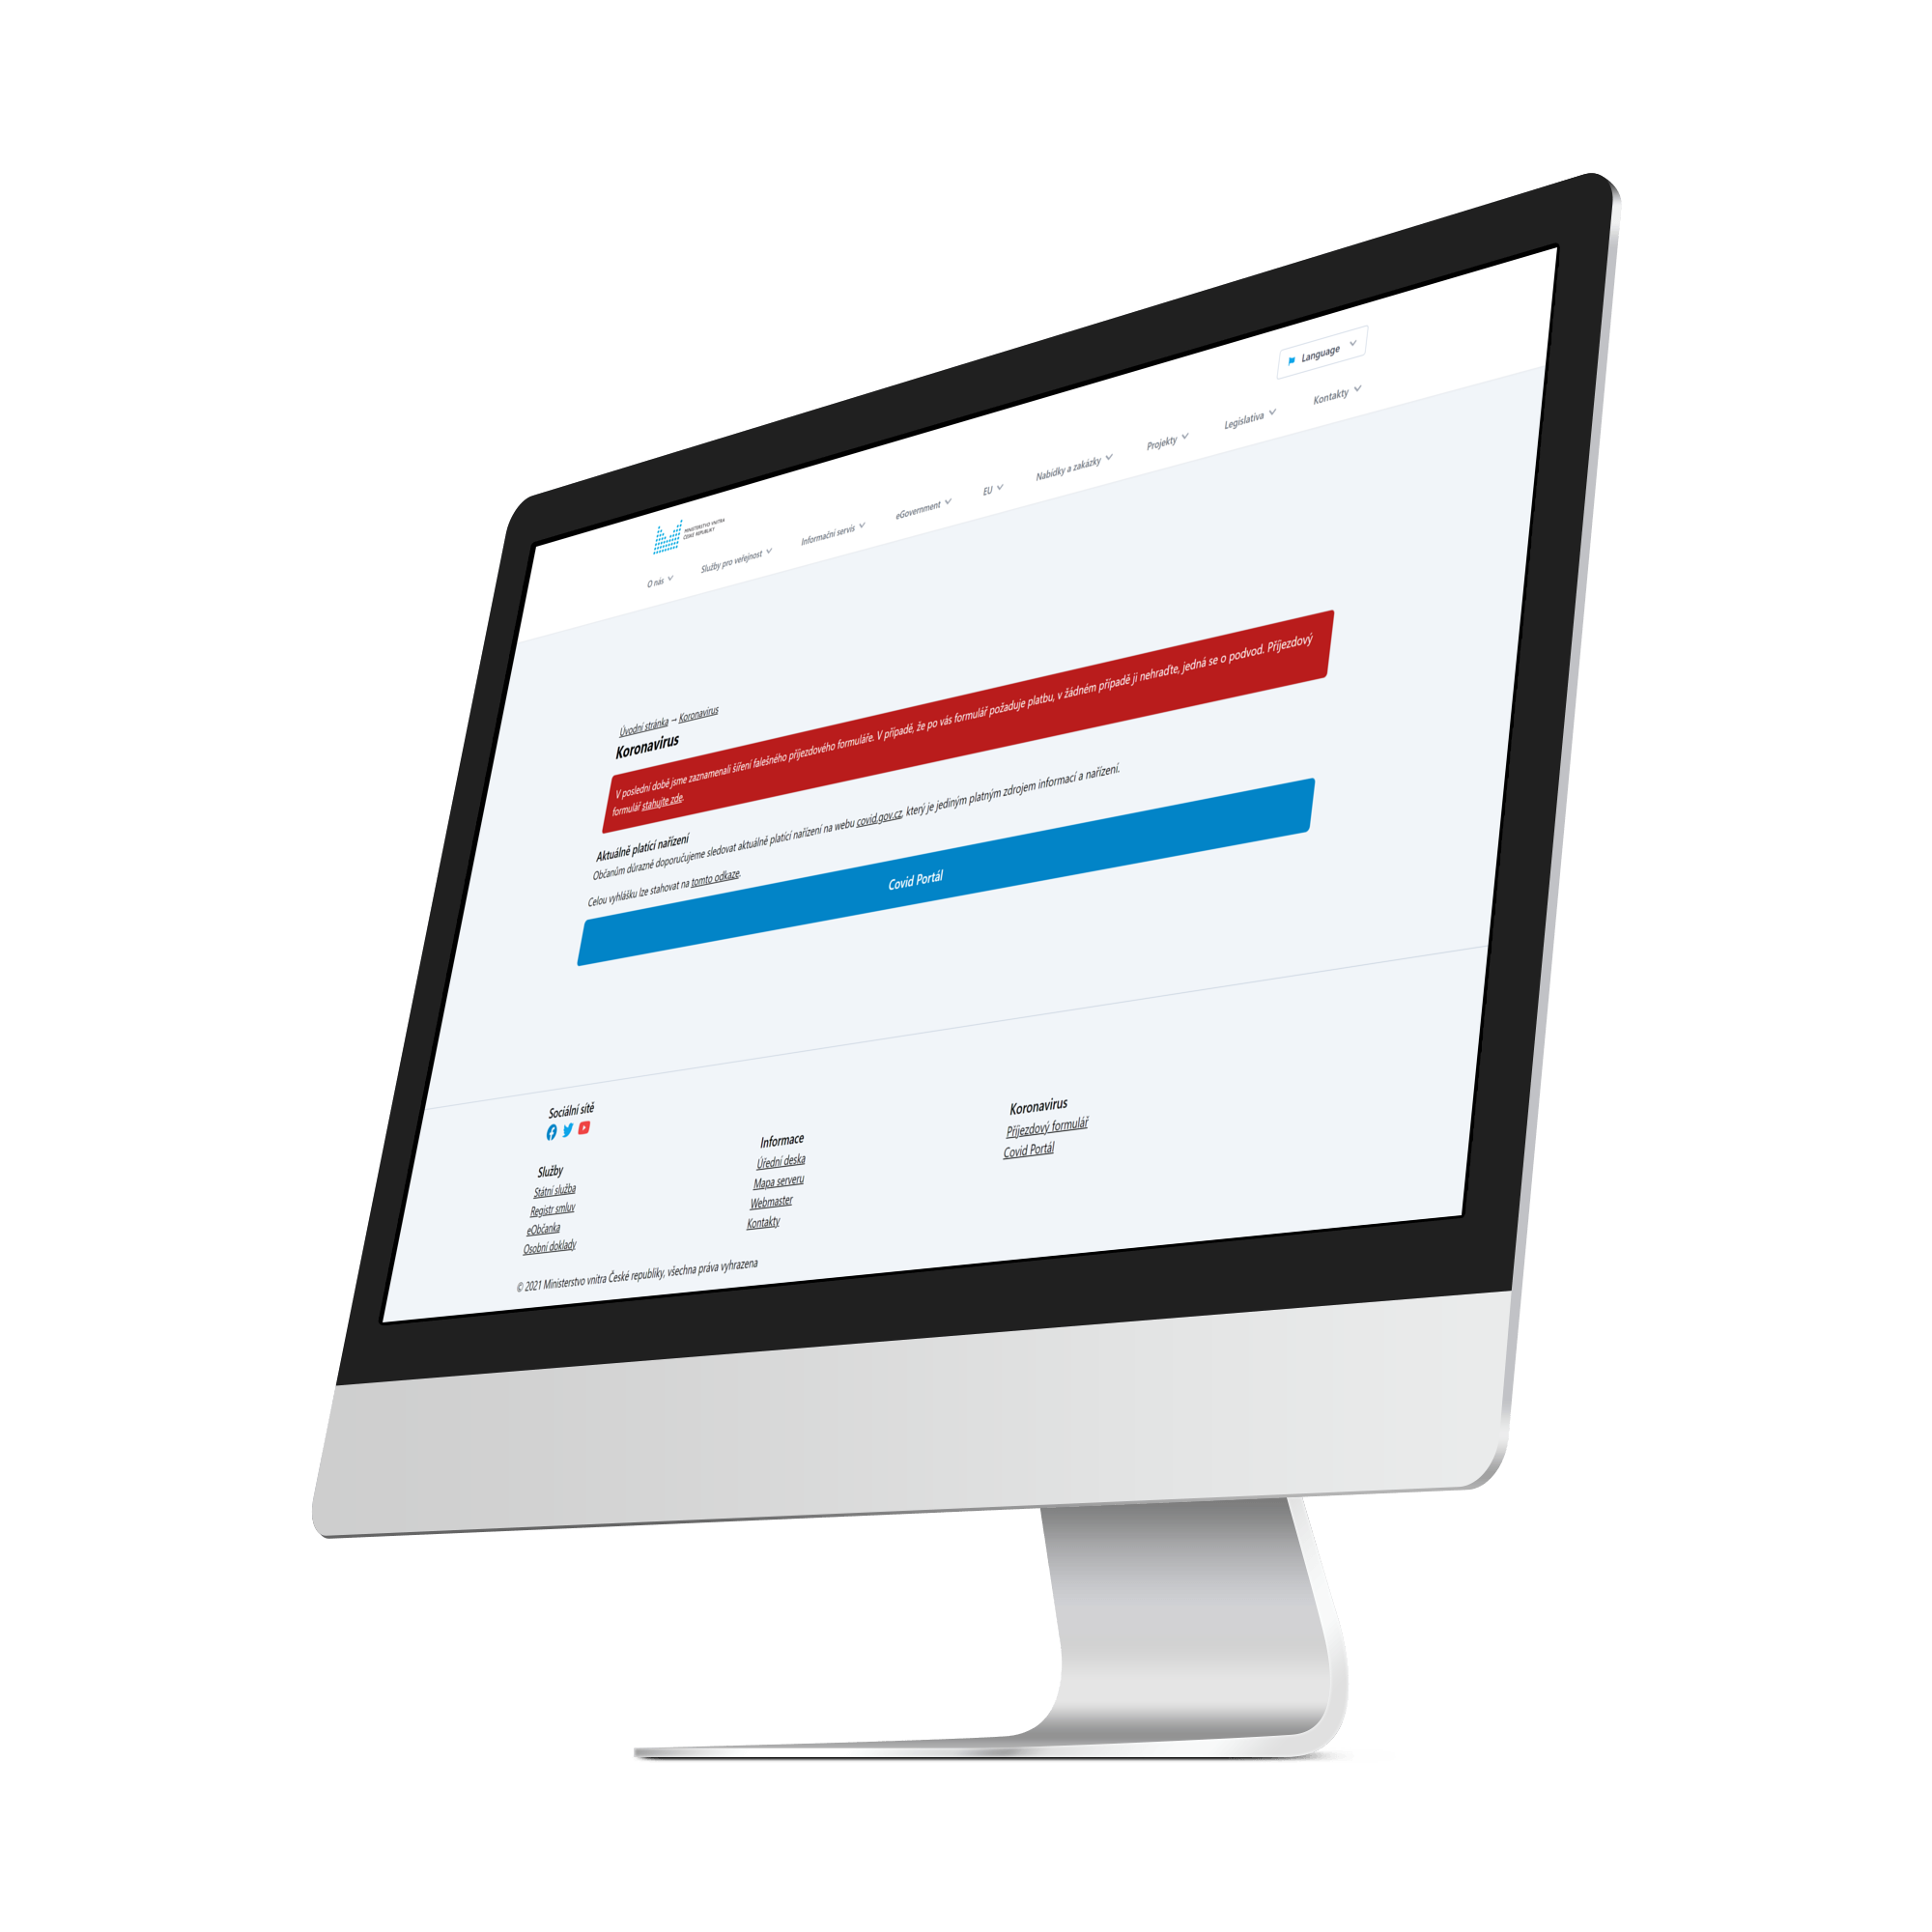 MINISTERSTVO VNITRA
ČESKÉ REPUBLIKY
Language
O nás
Služby pro veřejnost
Informační servis
eGovernment
EU
Nabídky a zakázky
Projekty
Legislativa
Kontakty
Úvodní stránka → Koronavirus
Koronavirus
V poslední době jsme zaznamenali šíření falešného příjezdového formuláře. V případě, že po vás formulář požaduje platbu, v žádném případě ji nehraďte, jedná se o podvod. Příjezdový
formulář stahujte zde.
Aktuálně platící nařízení
Občanům důrazně doporučujeme sledovat aktuálně platící nařízení na webu covid.gov.cz, který je jediným platným zdrojem informací a nařízení.
Celou vyhlášku lze stahovat na tomto odkaze.
Covid Portál
Sociální sítě
Služby
Státní služba
Registr smluv
eObčanka
Osobní doklady
Informace
Úřední deska
Mapa serveru
Webmaster
Kontakty
Koronavirus
Příjezdový formulář
Covid Portál
© 2021 Ministerstvo vnitra České republiky, všechna práva vyhrazena